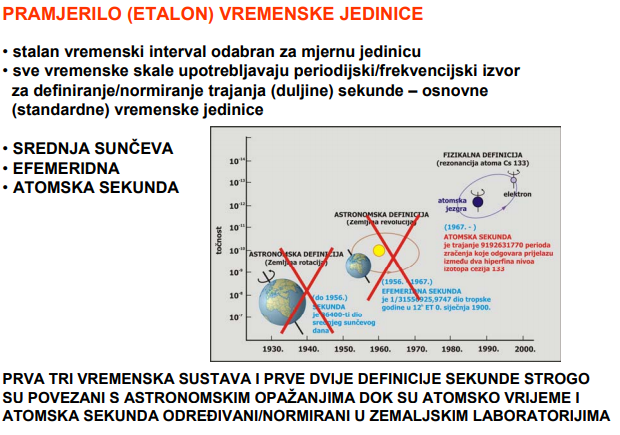 PRAMJERILO (ETALON) VREMENSKE JEDINICE
• stalan vremenski interval odabran za mjernu jedinicu
• sve vremenske skale upotrebljavaju periodijski/frekvencijski izvor
za definiranje/normiranje trajanja (duljine) sekunde – osnovne
(standardne) vremenske jedinice
• SREDNJA SUNČEVA
• EFEMERIDNA
• ATOMSKA SEKUNDA
točnost
10⁻¹⁴
10⁻¹³
10⁻¹²
10⁻¹¹
10⁻¹⁰
10⁻⁹
10⁻⁸
10⁻⁷
FIZIKALNA DEFINICIJA
(rezonancija atoma Cs 133)
elektron
atomska
jezgra
(1967. - )
ATOMSKA SEKUNDA
je trajanje 9192631770 perioda
zračenja koje odgovara prijelazu
između dva hiperfina nivoa
izotopa cezija 133
ASTRONOMSKA DEFINICIJA
(Zemljina revolucija)
(1956. - 1967.)
EFEMERIDNA SEKUNDA
je 1/31556925,9747 dio tropske
godine u 12ʰ ET 0. siječnja 1900.
ASTRONOMSKA DEFINICIJA
(Zemljina rotacija)
(do 1956.)
SEKUNDA
je 86400-ti dio
srednjeg sunčevog
dana
1930. 1940. 1950. 1960. 1970. 1980. 1990. 2000.
PRVA TRI VREMENSKA SUSTAVA I PRVE DVIJE DEFINICIJE SEKUNDE STROGO
SU POVEZANI S ASTRONOMSKIM OPAŽANJIMA DOK SU ATOMSKO VRIJEME I
ATOMSKA SEKUNDA ODREĐIVANI/NORMIRANI U ZEMALJSKIM LABORATORIJIMA